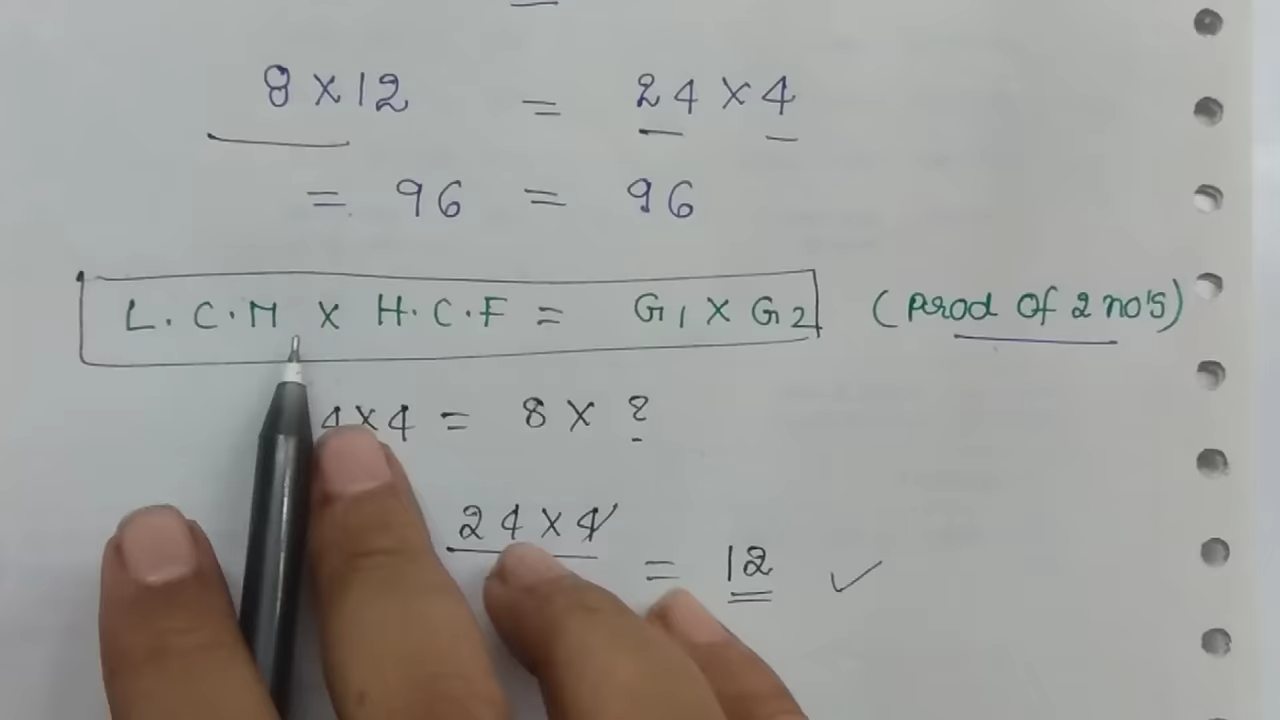 8 × 12 = 24 × 4
= 96 = 96
L.C.M × H.C.F = G1 × G2 (Prod Of 2 no's)
4×4 = 8 × ?
24×4
= 12 ✓